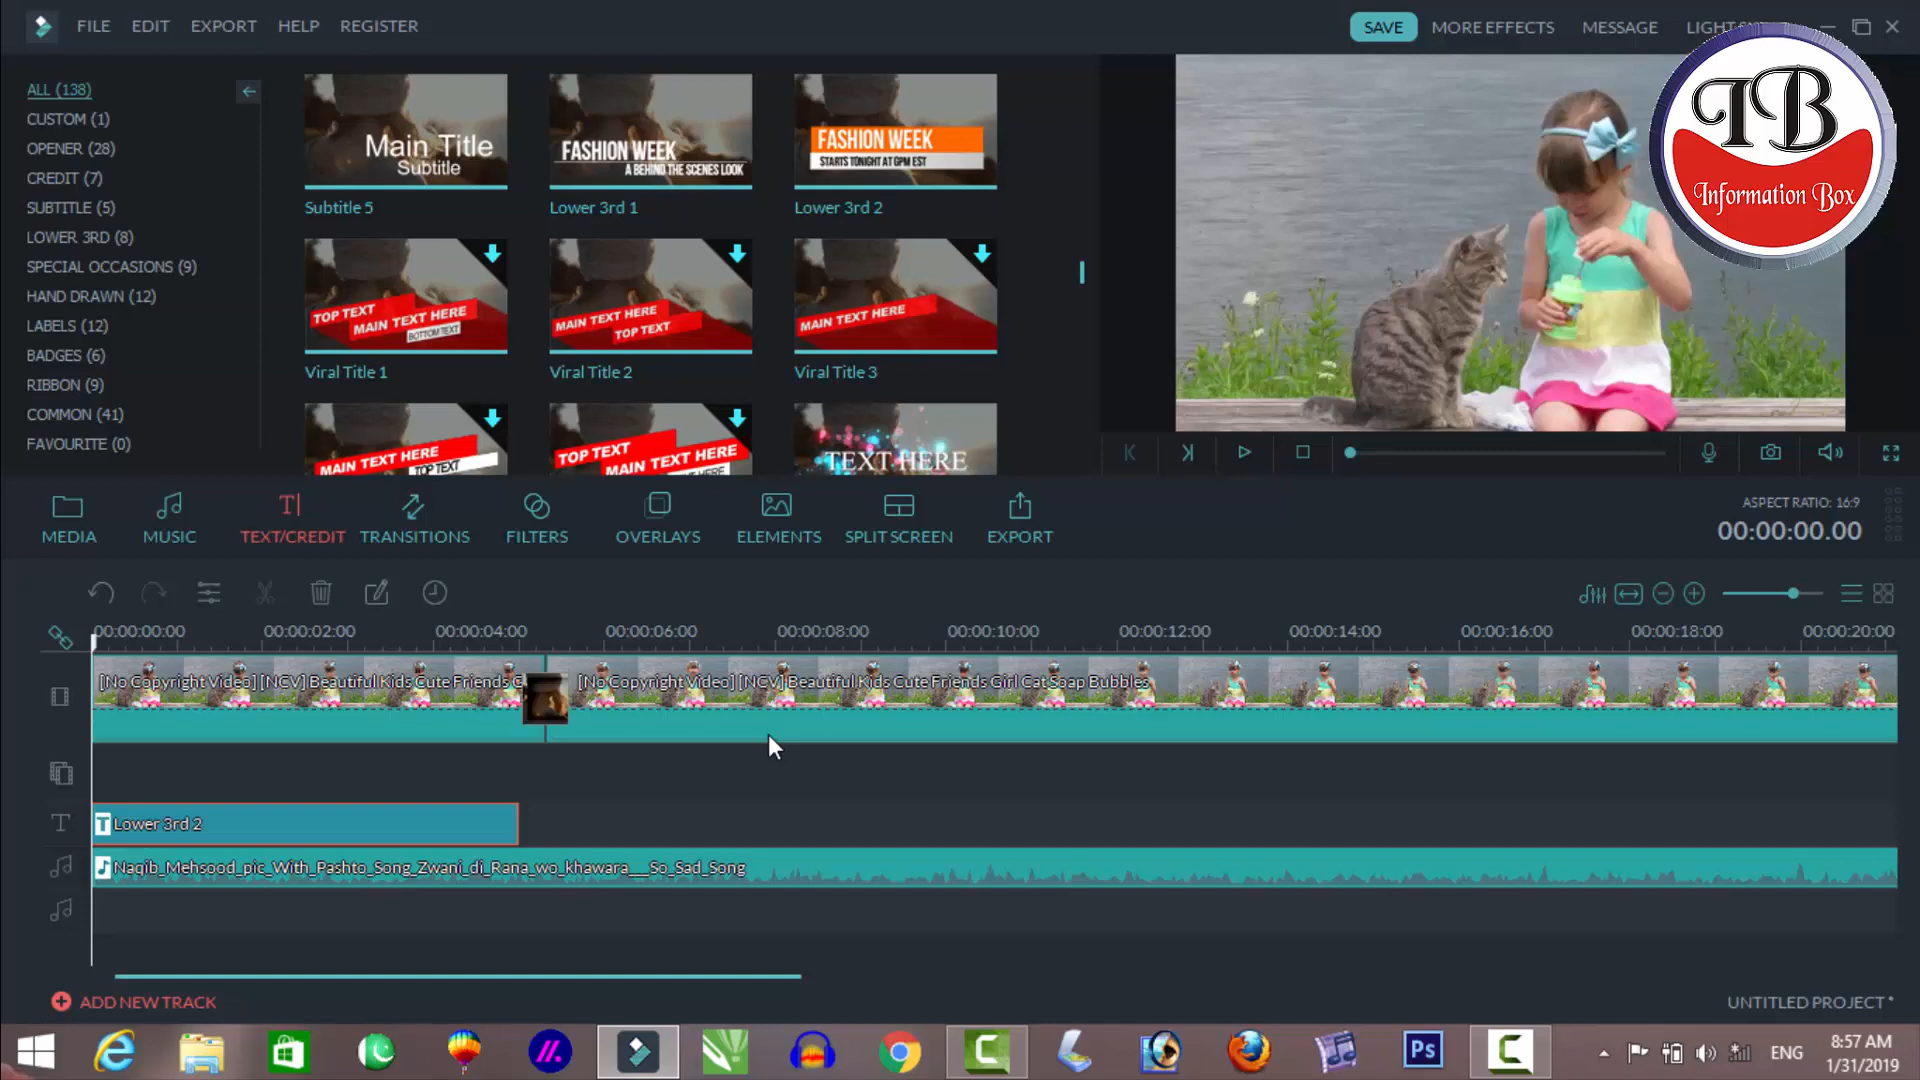 FILE EDIT EXPORT HELP REGISTER
SAVE MORE EFFECTS MESSAGE
TB
Information Box
ALL (138)
CUSTOM (1)
OPENER (28)
CREDIT (7)
SUBTITLE (5)
LOWER 3RD (8)
SPECIAL OCCASIONS (9)
HAND DRAWN (12)
LABELS (12)
BADGES (6)
RIBBON (9)
COMMON (41)
FAVOURITE (0)
Main Title
Subtitle
FASHION WEEK
A BEHIND THE SCENES LOOK
FASHION WEEK
STARTS TONIGHT AT 6PM EST
Subtitle 5 Lower 3rd 1 Lower 3rd 2
TOP TEXT
MAIN TEXT HERE
BOTTOM TEXT
MAIN TEXT HERE
TOP TEXT
MAIN TEXT HERE
Viral Title 1 Viral Title 2 Viral Title 3
MAIN TEXT HERE
TOP TEXT
TOP TEXT
MAIN TEXT HERE
TEXT HERE
MEDIA MUSIC TEXT/CREDIT TRANSITIONS FILTERS OVERLAYS ELEMENTS SPLIT SCREEN EXPORT
ASPECT RATIO: 16:9
00:00:00.00
00:00:00:00 00:00:02:00 00:00:04:00 00:00:06:00 00:00:08:00 00:00:10:00 00:00:12:00 00:00:14:00 00:00:16:00 00:00:18:00 00:00:20:00
[No Copyright Video] [NCV] Beautiful Kids Cute Friends G
[No Copyright Video] [NCV] Beautiful Kids Cute Friends Girl Cat Soap Bubbles
T Lower 3rd 2
Naqib_Mehsood_pic_With_Pashto_Song_Zwani_di_Rana_wo_khawara___So_Sad_Song
ADD NEW TRACK
UNTITLED PROJECT *
Ps
ENG
8:57 AM
1/31/2019